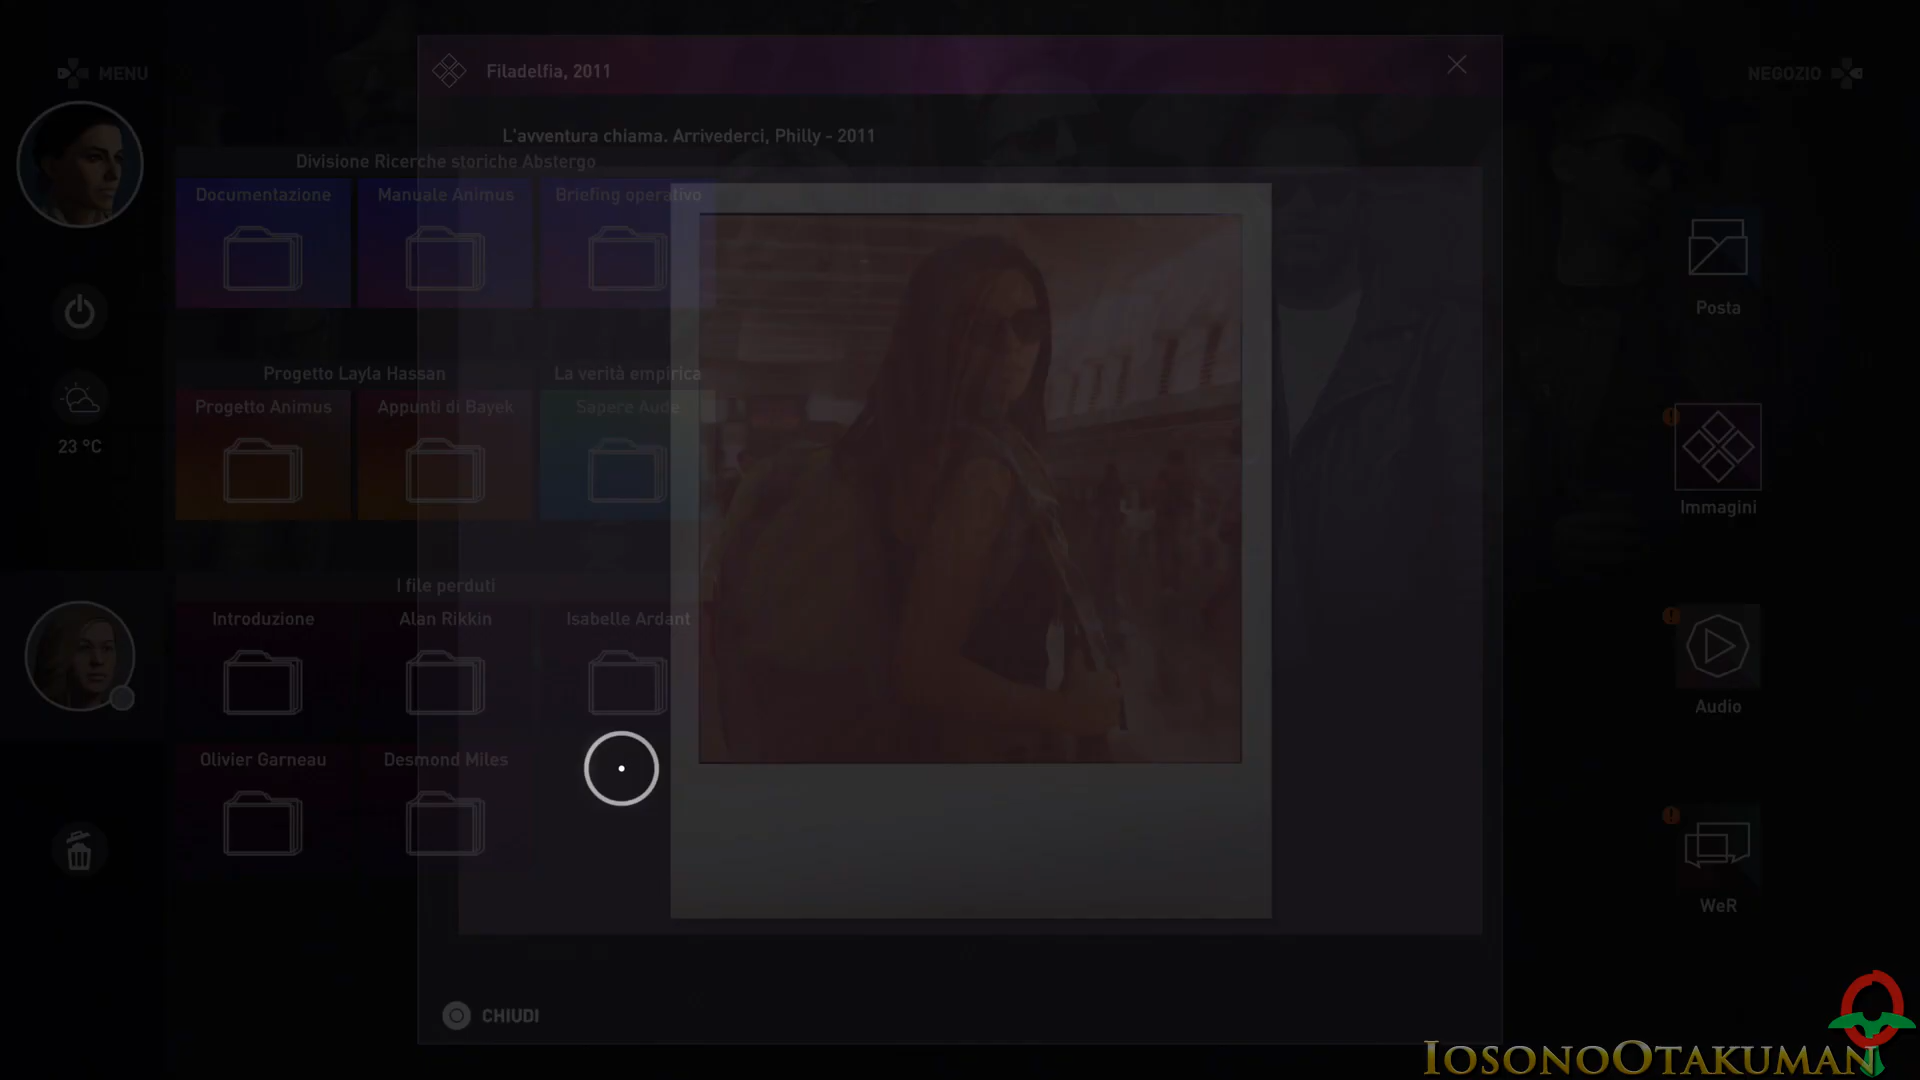 MENU
NEGOZIO
Filadelfia, 2011
L'avventura chiama. Arrivederci, Philly - 2011
Divisione Ricerche storiche Abstergo
Documentazione
Manuale Animus
Briefing operativo
Posta
Progetto Layla Hassan
La verità empirica
Progetto Animus
Appunti di Bayek
Sapere Aude
23 °C
Immagini
I file perduti
Introduzione
Alan Rikkin
Isabelle Ardant
Audio
Olivier Garneau
Desmond Miles
WeR
CHIUDI
IOSONOOTAKUMAN